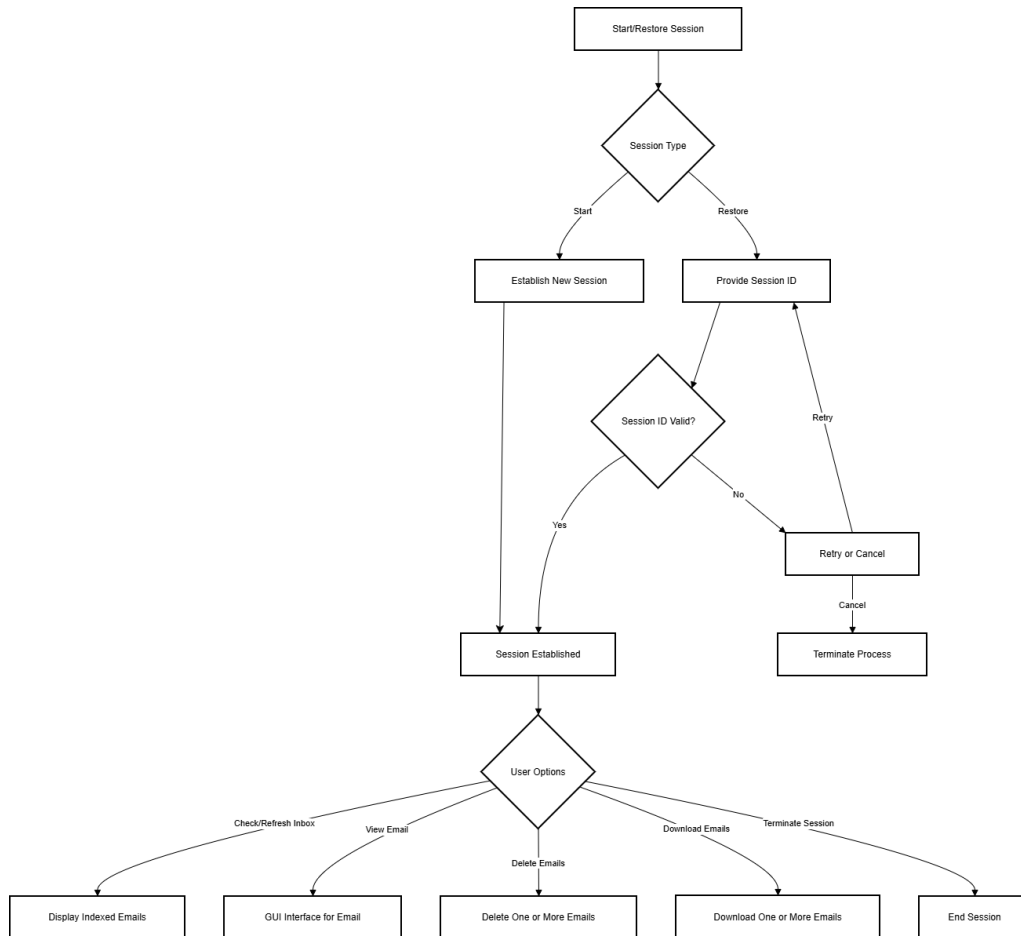 Start/Restore Session
Session Type
Start
Restore
Establish New Session
Provide Session ID
Session ID Valid?
Retry
No
Yes
Retry or Cancel
Cancel
Session Established
Terminate Process
User Options
Check/Refresh Inbox
View Email
Delete Emails
Download Emails
Terminate Session
Display Indexed Emails
GUI Interface for Email
Delete One or More Emails
Download One or More Emails
End Session